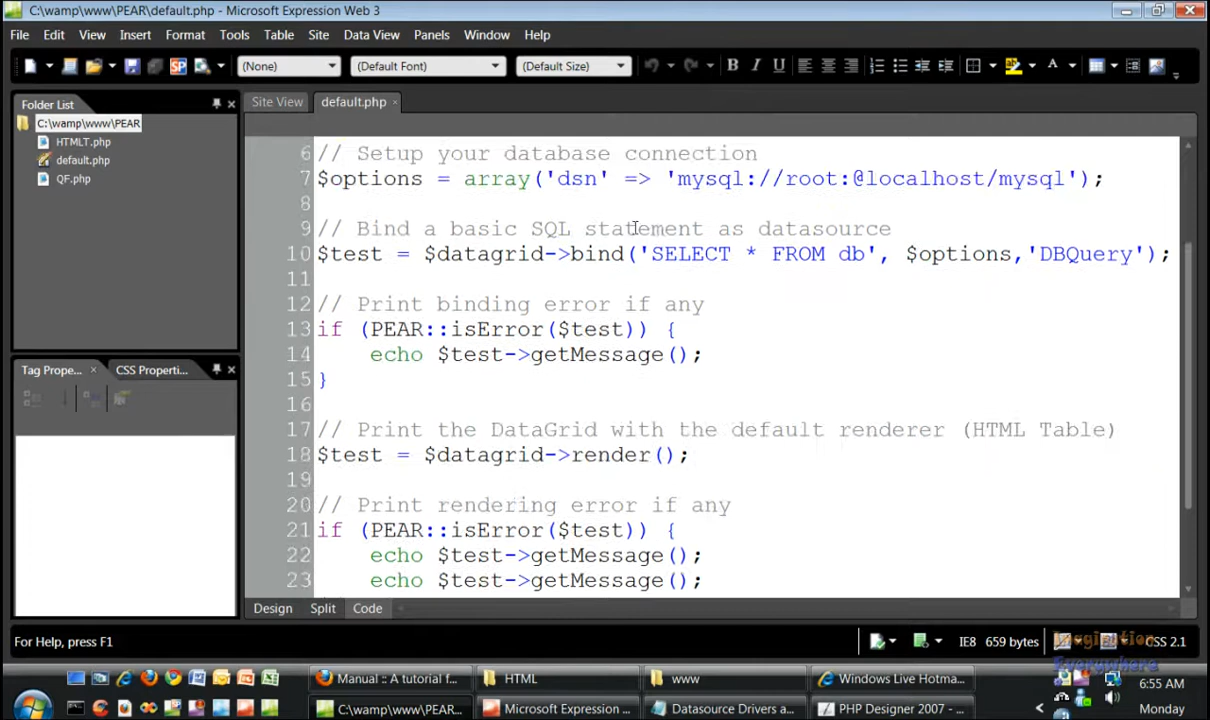 C:\wamp\www\PEAR\default.php - Microsoft Expression Web 3
File Edit View Insert Format Tools Table Site Data View Panels Window Help
SP (None) (Default Font) (Default Size) B I U A
Folder List
C:\wamp\www\PEAR
HTMLT.php
default.php
QF.php
Tag Prope... CSS Properti...
Site View default.php
6 // Setup your database connection
7 $options = array('dsn' => 'mysql://root:@localhost/mysql');
8
9 // Bind a basic SQL statement as datasource
10 $test = $datagrid->bind('SELECT * FROM db', $options,'DBQuery');
11
12 // Print binding error if any
13 if (PEAR::isError($test)) {
14 echo $test->getMessage();
15 }
16
17 // Print the DataGrid with the default renderer (HTML Table)
18 $test = $datagrid->render();
19
20 // Print rendering error if any
21 if (PEAR::isError($test)) {
22 echo $test->getMessage();
23 echo $test->getMessage();
Design Split Code
For Help, press F1 IE8 659 bytes CSS 2.1
Imagination
Everywhere
Manual :: A tutorial f... HTML www Windows Live Hotma... 6:55 AM
C:\wamp\www\PEAR... Microsoft Expression ... Datasource Drivers a... PHP Designer 2007 - ... Monday